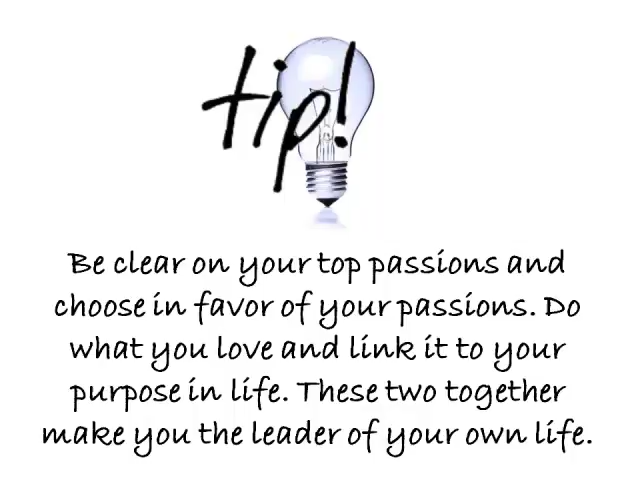 tip!
Be clear on your top passions and
choose in favor of your passions. Do
what you love and link it to your
purpose in life. These two together
make you the leader of your own life.